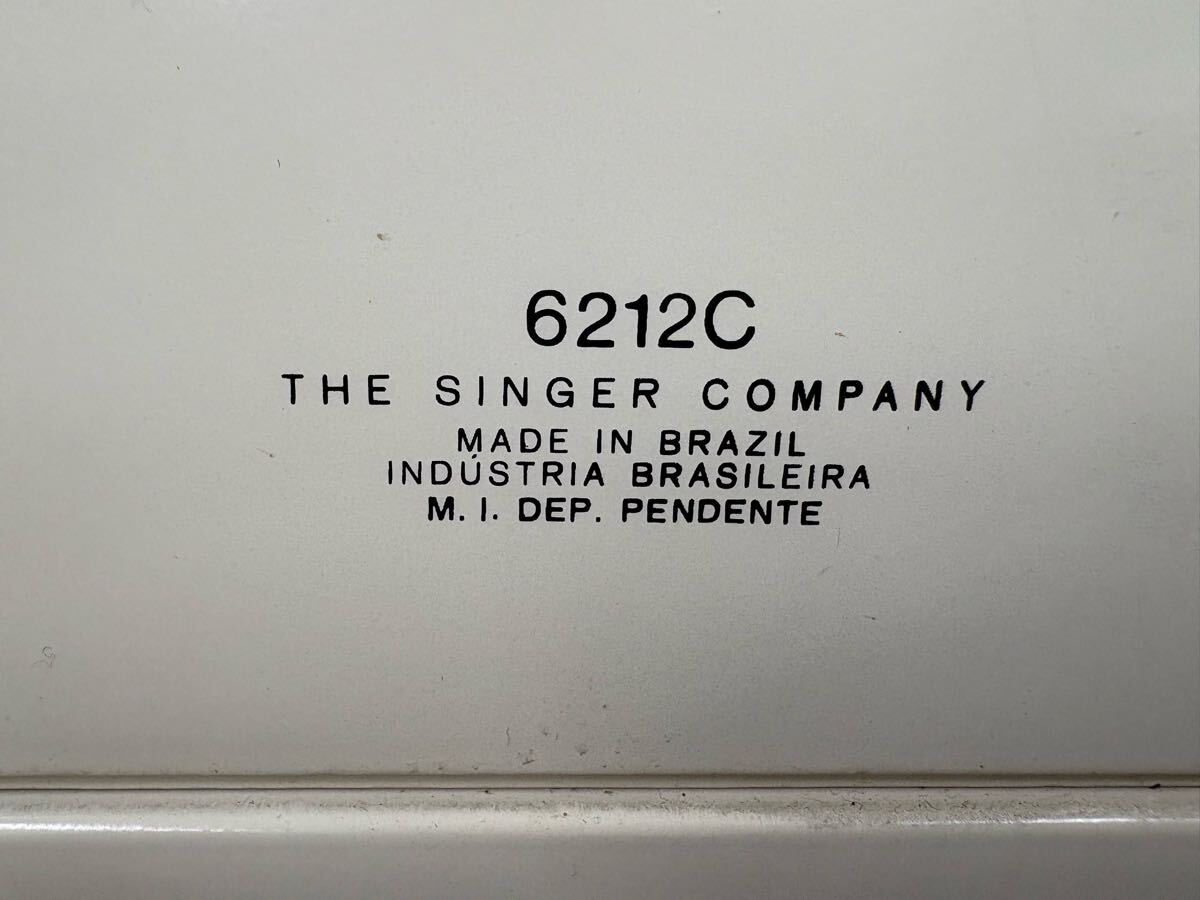 6212C
THE SINGER COMPANY
MADE IN BRAZIL
INDÚSTRIA BRASILEIRA
M. I. DEP. PENDENTE